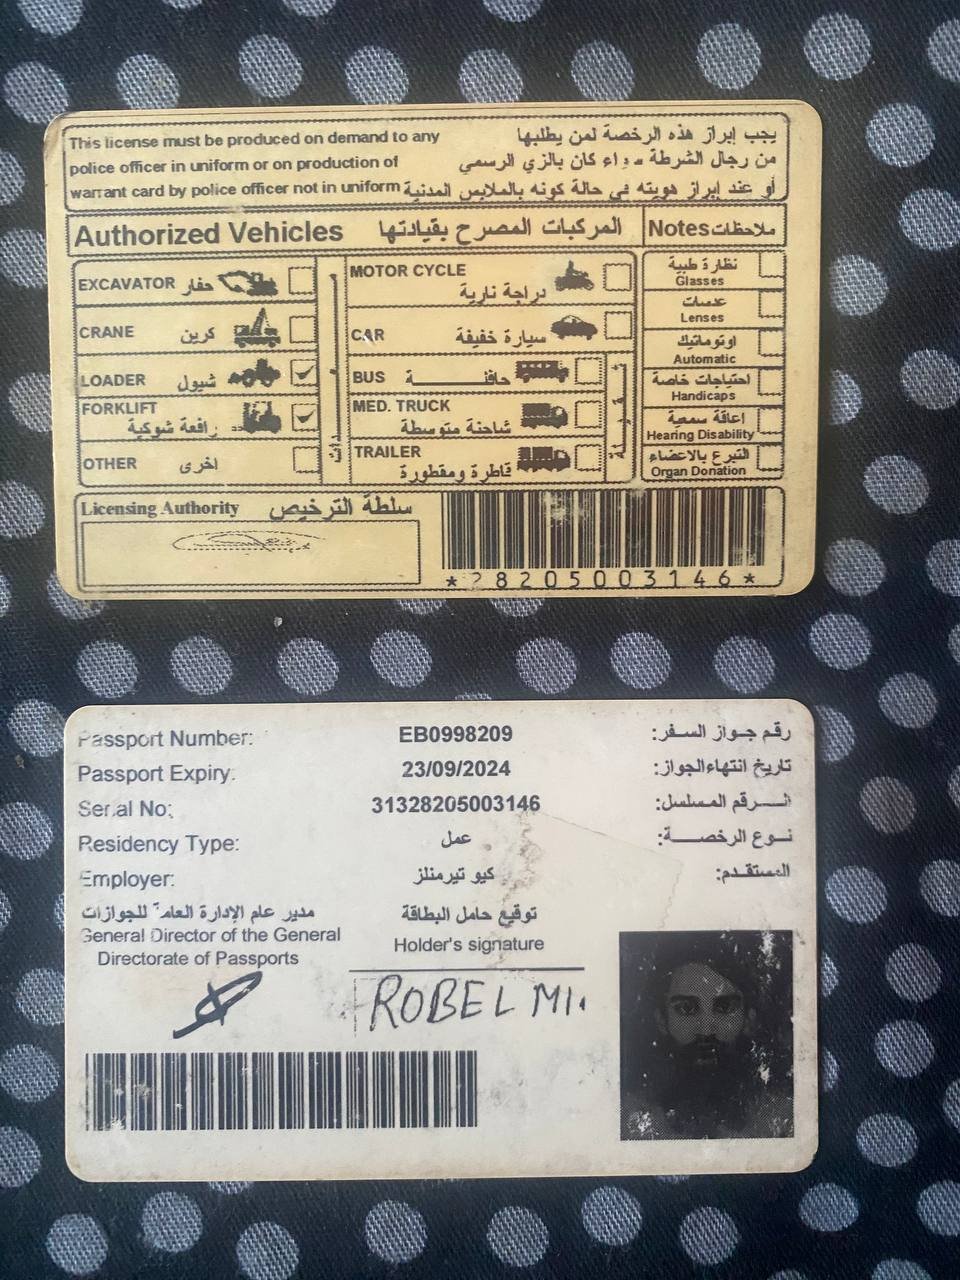 This license must be produced on demand to any
police officer in uniform or on production of
warrant card by police officer not in uniform
يجب إبراز هذه الرخصة لمن يطلبها
من رجال الشرطة سواء كان بالزي الرسمي
أو عند إبراز هويته في حالة كونه بالملابس المدنية
Authorized Vehicles المركبات المصرح بقيادتها
Notes ملاحظات
EXCAVATOR حفار
CRANE كرين
LOADER شيول
FORKLIFT
رافعة شوكية
OTHER اخرى
MOTOR CYCLE
دراجة نارية
CAR سيارة خفيفة
BUS حافلة
MED. TRUCK
شاحنة متوسطة
TRAILER
قاطرة ومقطورة
نظارة طبية
Glasses
عدسات
Lenses
اوتوماتيك
Automatic
احتياجات خاصة
Handicaps
اعاقة سمعية
Hearing Disability
التبرع بالاعضاء
Organ Donation
Licensing Authority سلطة الترخيص
*28205003146*
Passport Number: EB0998209 رقم جواز السفر:
Passport Expiry: 23/09/2024 تاريخ انتهاء الجواز:
Serial No: 31328205003146 الرقم المسلسل:
Residency Type: عمل نوع الرخصة:
Employer: كيو تيرمنلز المستقدم:
مدير عام الإدارة العامة للجوازات
General Director of the General
Directorate of Passports
توقيع حامل البطاقة
Holder's signature
ROBEL MI.